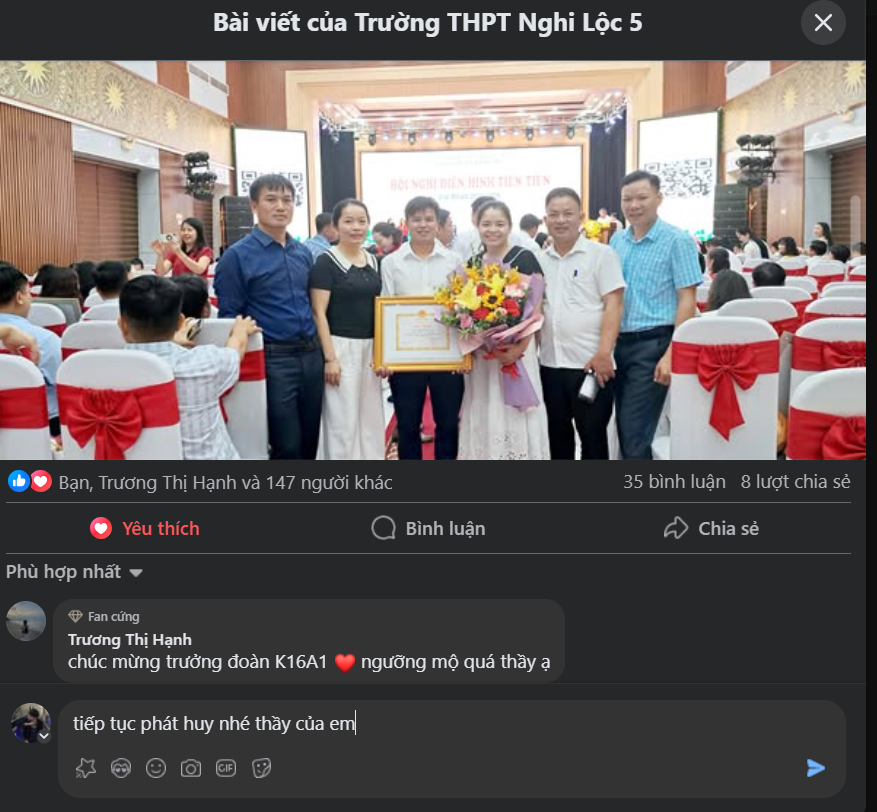 Bài viết của Trường THPT Nghi Lộc 5
HỘI NGHỊ ĐIỂN HÌNH TIÊN TIẾN
Bạn, Trương Thị Hạnh và 147 người khác
35 bình luận 8 lượt chia sẻ
Yêu thích Bình luận Chia sẻ
Phù hợp nhất
Fan cứng
Trương Thị Hạnh
chúc mừng trưởng đoàn K16A1 ❤️ ngưỡng mộ quá thầy ạ
tiếp tục phát huy nhé thầy của em
GIF